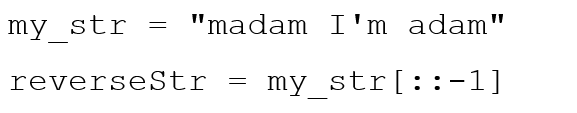 my_str = "madam I'm adam"
reverseStr = my_str[::-1]